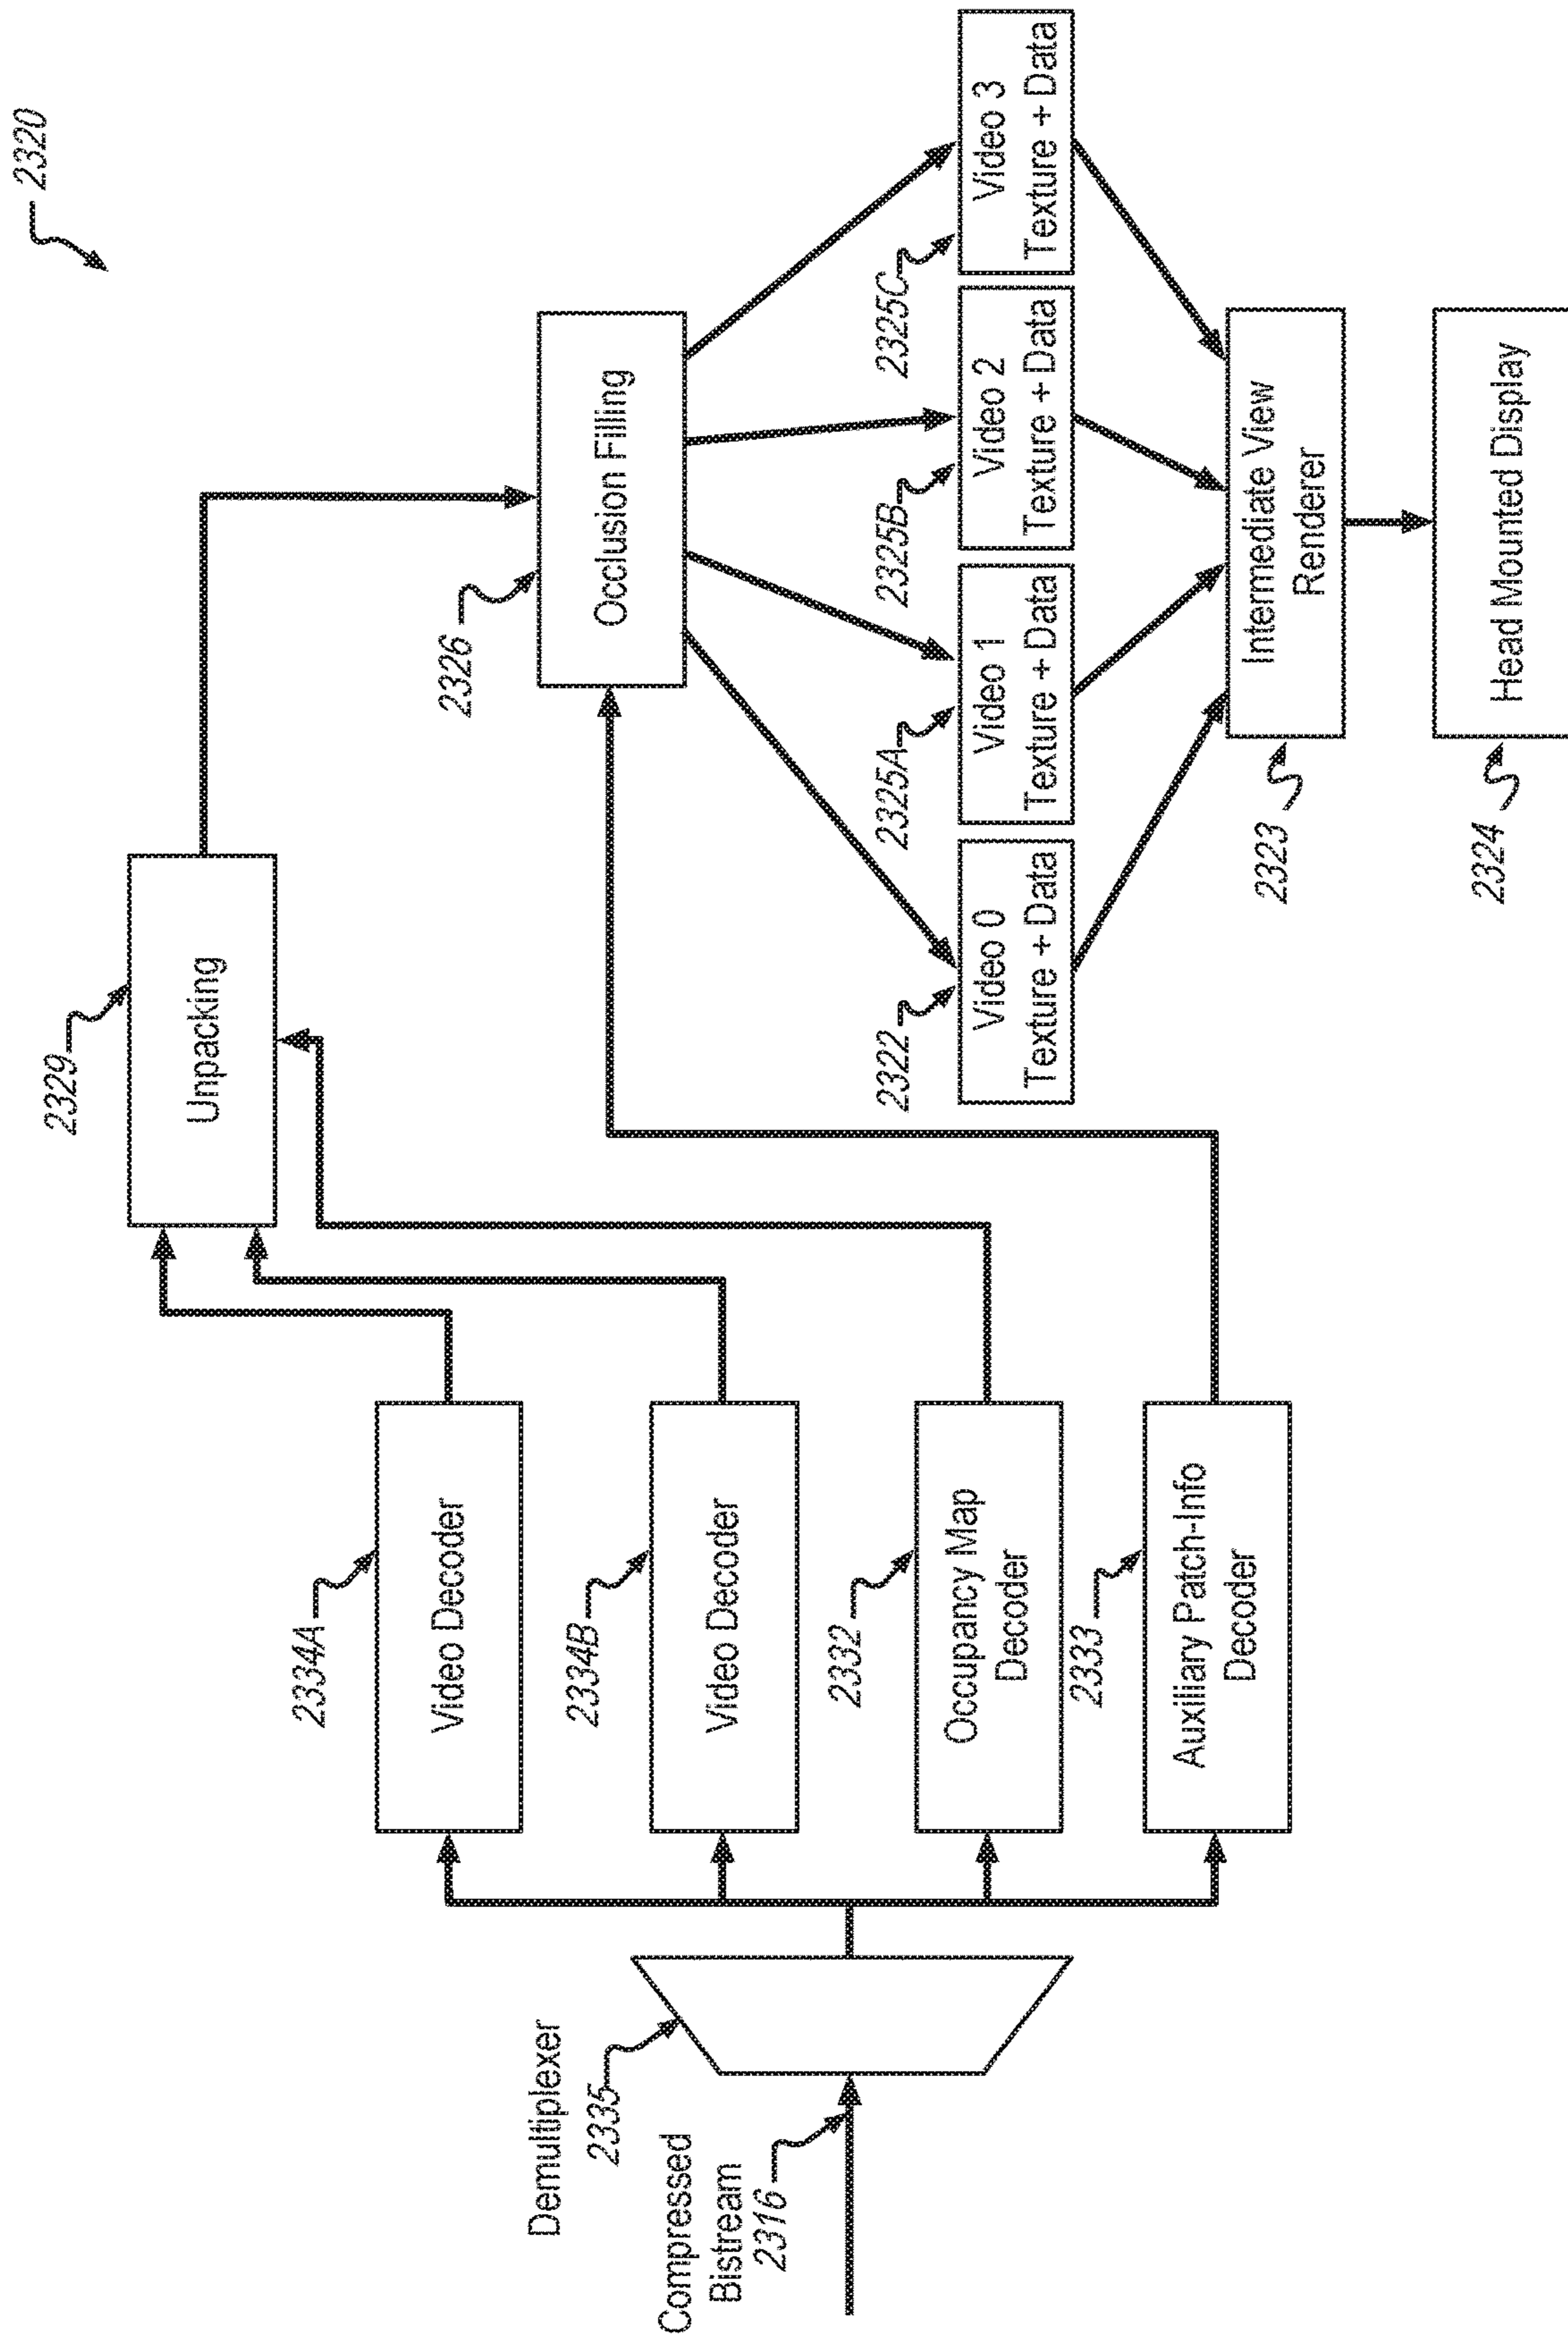 2320
Demultiplexer
2335
Compressed
Bistream
2316
2334A
Video Decoder
2334B
Video Decoder
2332
Occupancy Map
Decoder
2333
Auxiliary Patch-Info
Decoder
2329
Unpacking
2326
Occlusion Filling
2322
Video 0
Texture + Data
2325A
Video 1
Texture + Data
2325B
Video 2
Texture + Data
2325C
Video 3
Texture + Data
2323
Intermediate View
Renderer
2324
Head Mounted Display